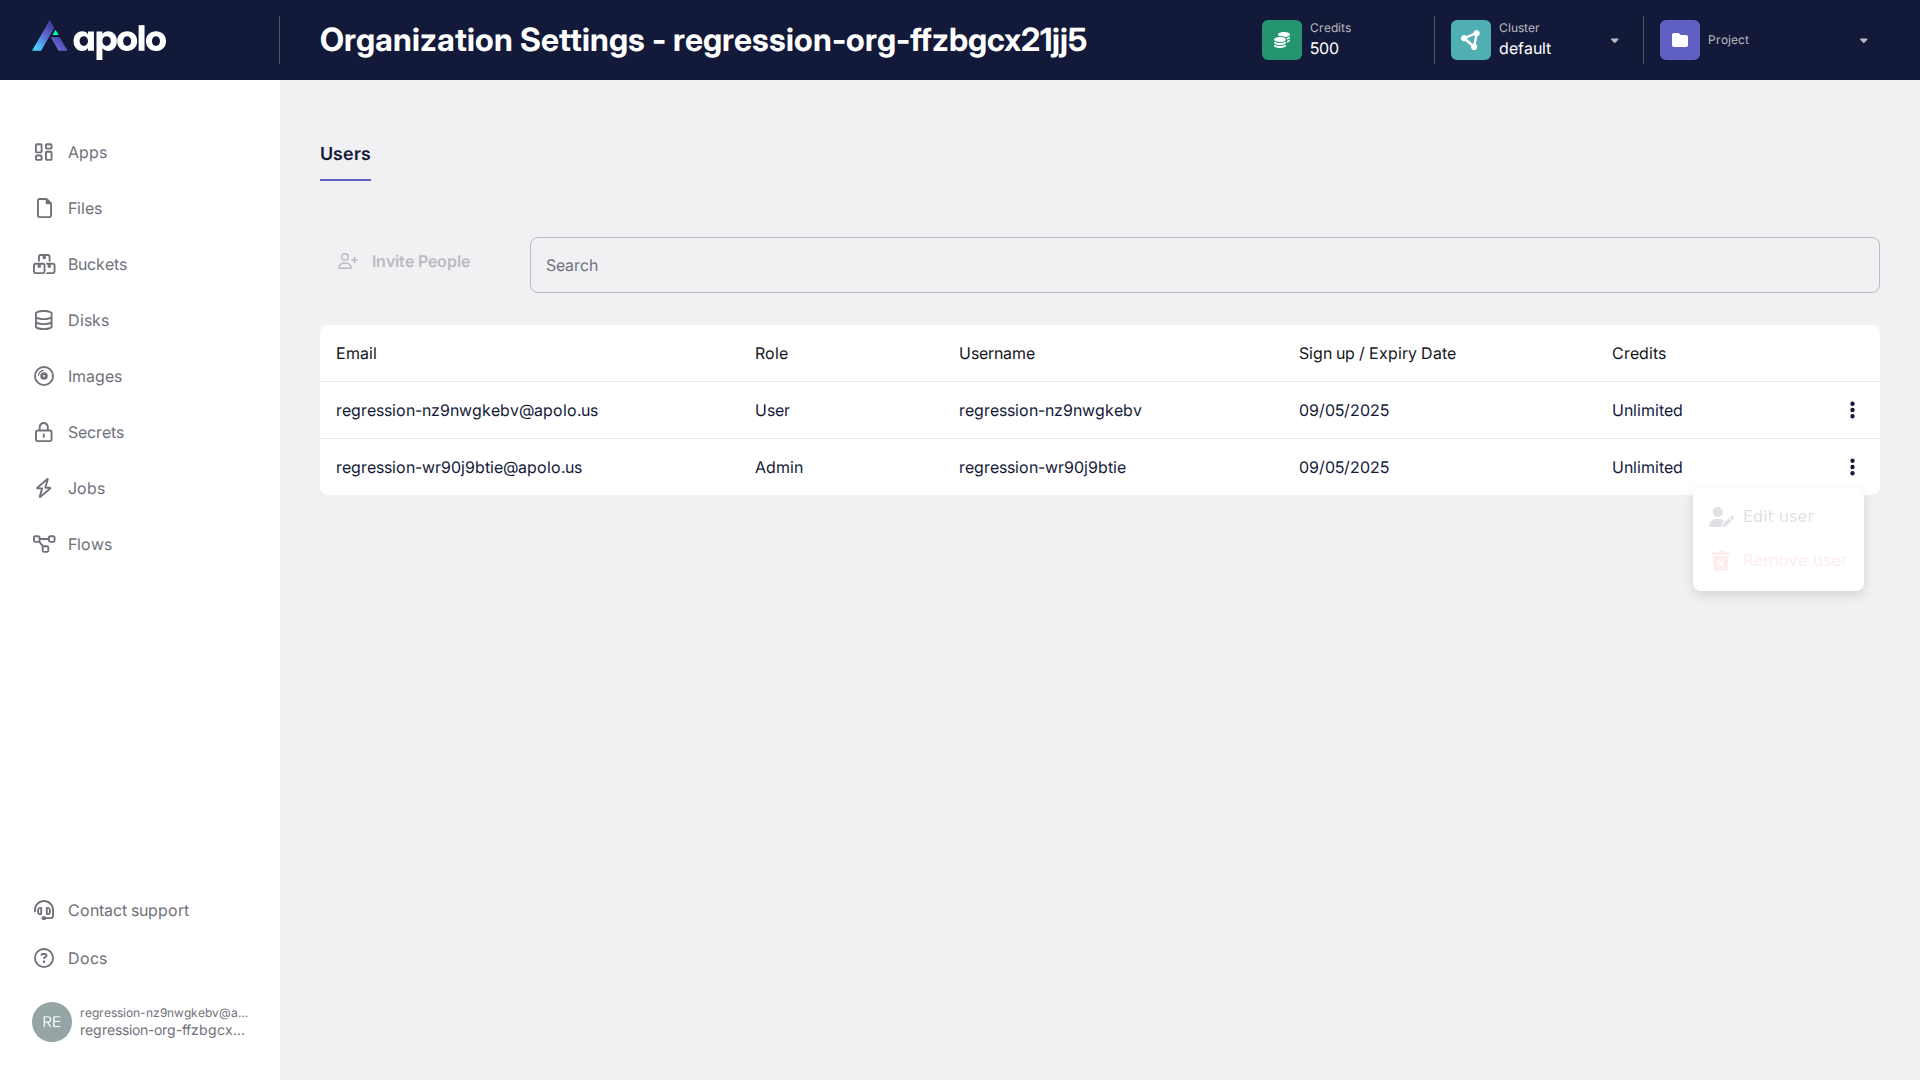 apolo
Organization Settings - regression-org-ffzbgcx21jj5
Credits
500
Cluster
default
Project
Apps
Files
Buckets
Disks
Images
Secrets
Jobs
Flows
Contact support
Docs
RE
regression-nz9nwgkebv@a...
regression-org-ffzbgcx...
Users
Invite People
Search
Email Role Username Sign up / Expiry Date Credits
regression-nz9nwgkebv@apolo.us User regression-nz9nwgkebv 09/05/2025 Unlimited
regression-wr90j9btie@apolo.us Admin regression-wr90j9btie 09/05/2025 Unlimited
Edit user
Remove user